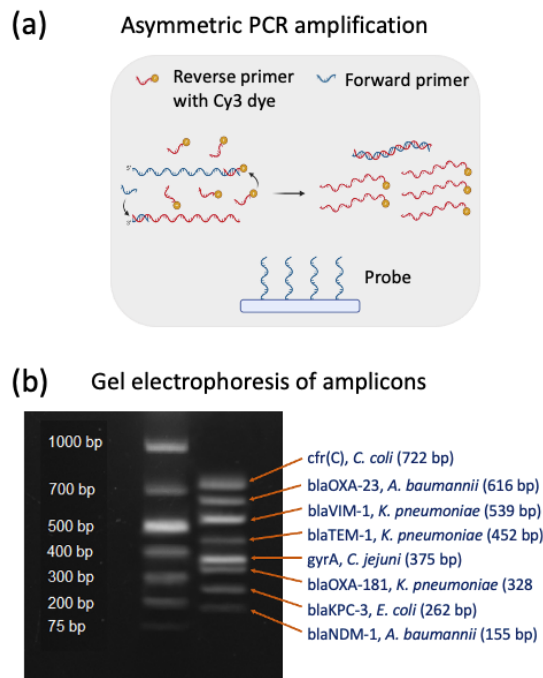 (a) Asymmetric PCR amplification
Reverse primer
with Cy3 dye
Forward primer
5'
5'
Probe
(b) Gel electrophoresis of amplicons
1000 bp
700 bp
500 bp
400 bp
300 bp
200 bp
75 bp
cfr(C), C. coli (722 bp)
blaOXA-23, A. baumannii (616 bp)
blaVIM-1, K. pneumoniae (539 bp)
blaTEM-1, K. pneumoniae (452 bp)
gyrA, C. jejuni (375 bp)
blaOXA-181, K. pneumoniae (328
blaKPC-3, E. coli (262 bp)
blaNDM-1, A. baumannii (155 bp)